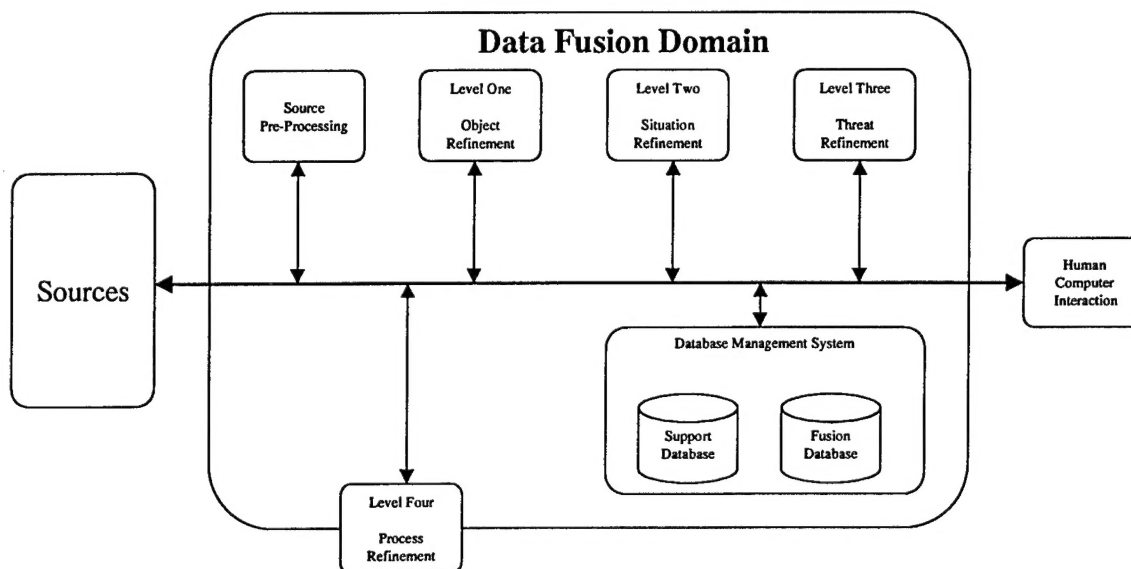 Data Fusion Domain
Source
Pre-Processing
Level One
Object
Refinement
Level Two
Situation
Refinement
Level Three
Threat
Refinement
Sources
Human
Computer
Interaction
Database Management System
Support
Database
Fusion
Database
Level Four
Process
Refinement